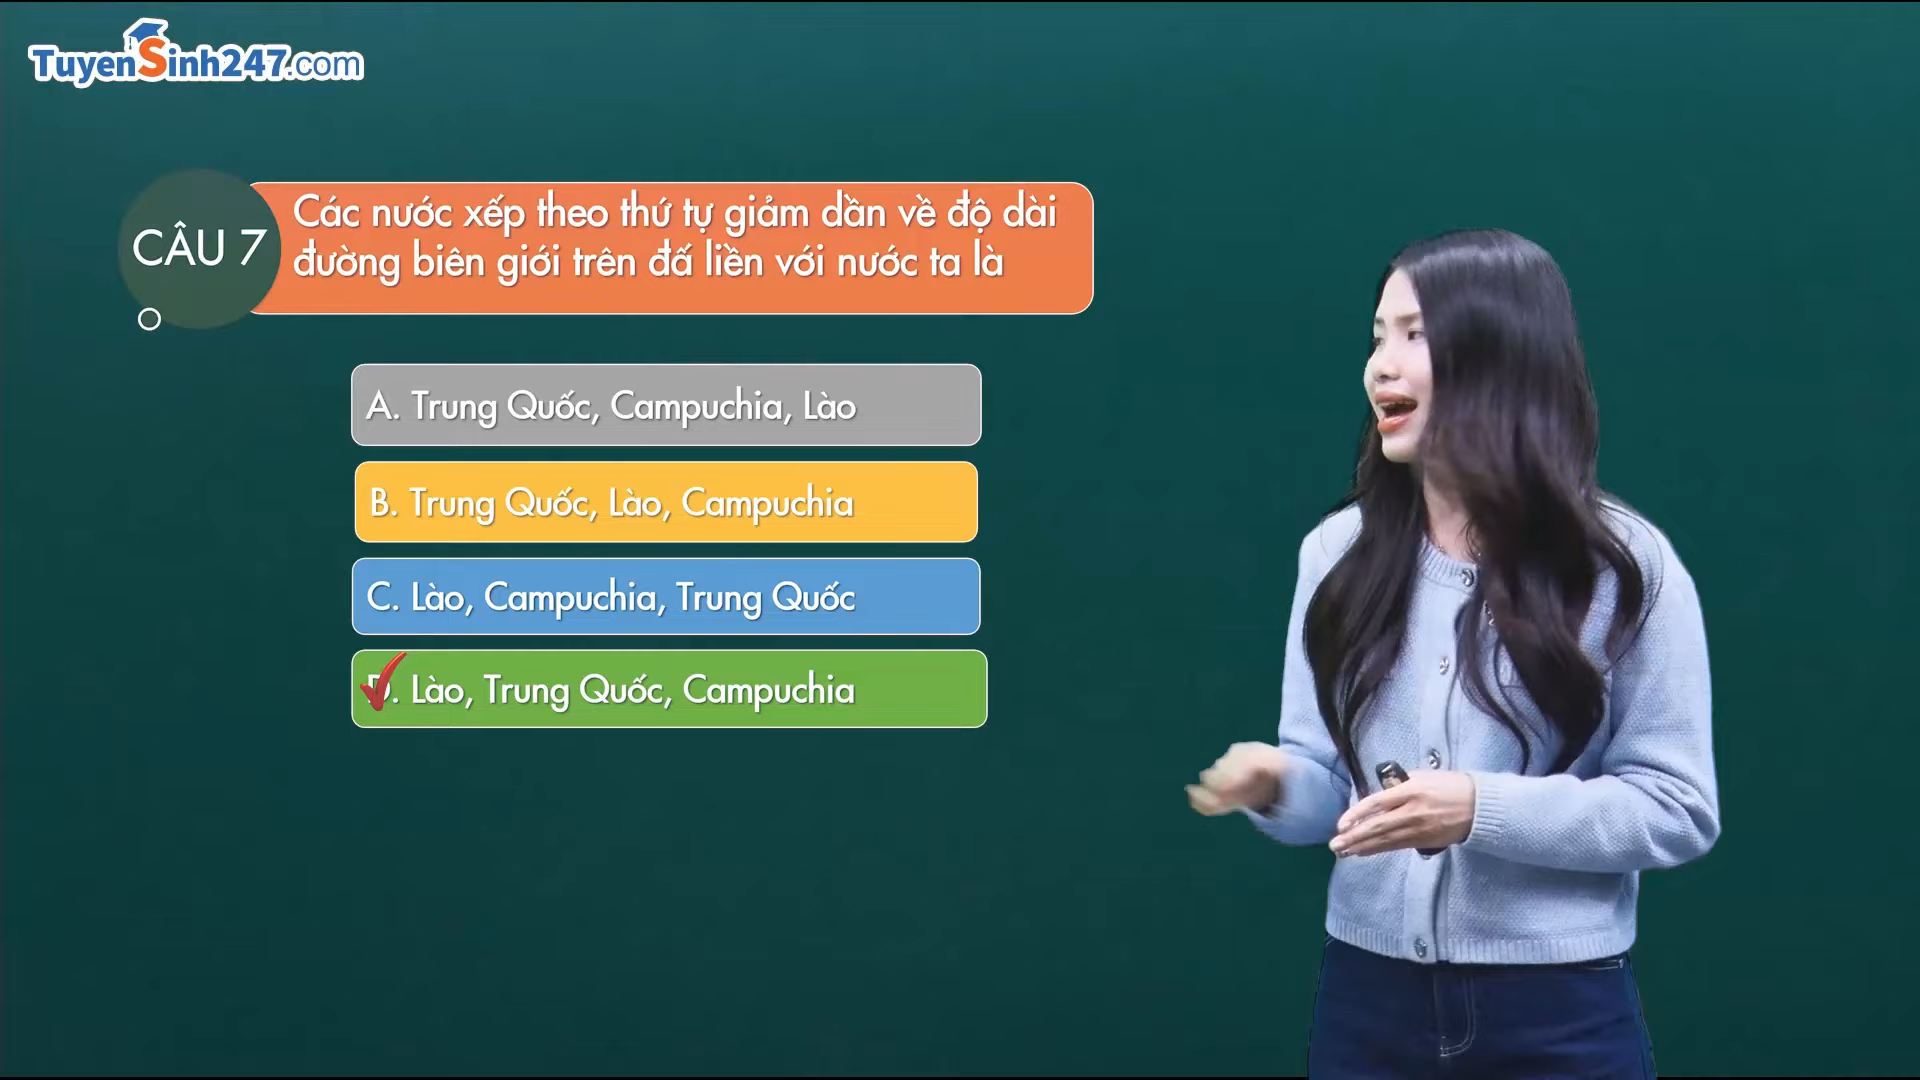 TuyenSinh247.com
CÂU 7
Các nước xếp theo thứ tự giảm dần về độ dài
đường biên giới trên đấ liền với nước ta là
A. Trung Quốc, Campuchia, Lào
B. Trung Quốc, Lào, Campuchia
C. Lào, Campuchia, Trung Quốc
D. Lào, Trung Quốc, Campuchia